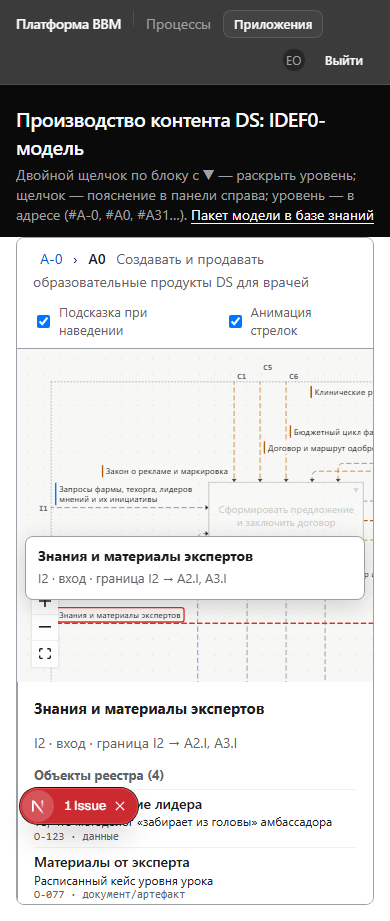 Платформа BBM
Процессы
Приложения
ЕО
Выйти
Производство контента DS: IDEF0-
модель
Двойной щелчок по блоку с ▼ — раскрыть уровень;
щелчок — пояснение в панели справа; уровень — в
адресе (#A-0, #A0, #A31…). Пакет модели в базе знаний
A-0 › A0 Создавать и продавать
образовательные продукты DS для врачей
Подсказка при
наведении
Анимация
стрелок
C5
C1
C6
Клинические р
Бюджетный цикл фа
Договор и маршрут одобре
Закон о рекламе и маркировка
Запросы фармы, техорга, лидеров
мнений и их инициативы
I1
Сформировать предложение
и заключить договор
Знания и материалы экспертов
I2 · вход · граница I2 → A2.I, A3.I
Знания и материалы экспертов
Знания и материалы экспертов
I2 · вход · граница I2 → A2.I, A3.I
Объекты реестра (4)
ие лидера
«забирает из головы» амбассадора
O-123 · данные
N 1 Issue ×
Материалы от эксперта
Расписанный кейс уровня урока
O-077 · документ/артефакт